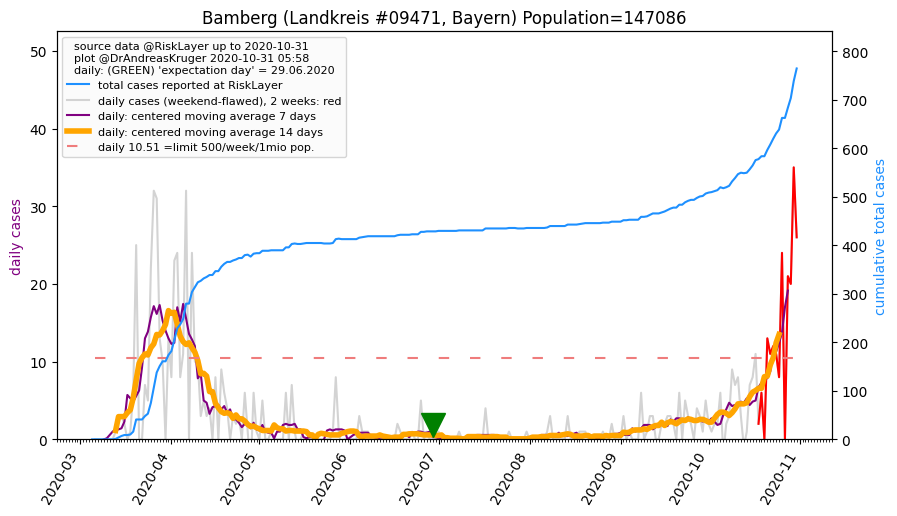 Bamberg (Landkreis #09471, Bayern) Population=147086
source data @RiskLayer up to 2020-10-31
plot @DrAndreasKruger 2020-10-31 05:58
daily: (GREEN) 'expectation day' = 29.06.2020
total cases reported at RiskLayer
daily cases (weekend-flawed), 2 weeks: red
daily: centered moving average 7 days
daily: centered moving average 14 days
daily 10.51 =limit 500/week/1mio pop.
daily cases
50
40
30
20
10
0
cumulative total cases
800
700
600
500
400
300
200
100
0
2020-03
2020-04
2020-05
2020-06
2020-07
2020-08
2020-09
2020-10
2020-11